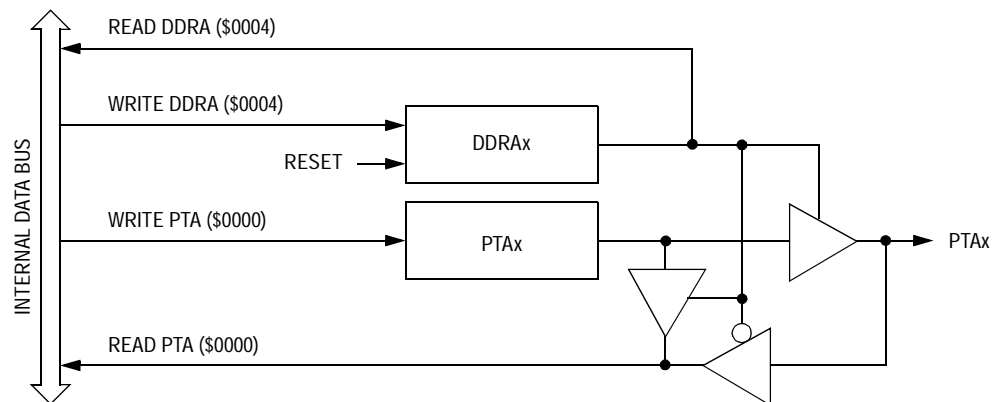 READ DDRA ($0004)
WRITE DDRA ($0004)
DDRAx
RESET
INTERNAL DATA BUS
WRITE PTA ($0000)
PTAx
PTAx
READ PTA ($0000)